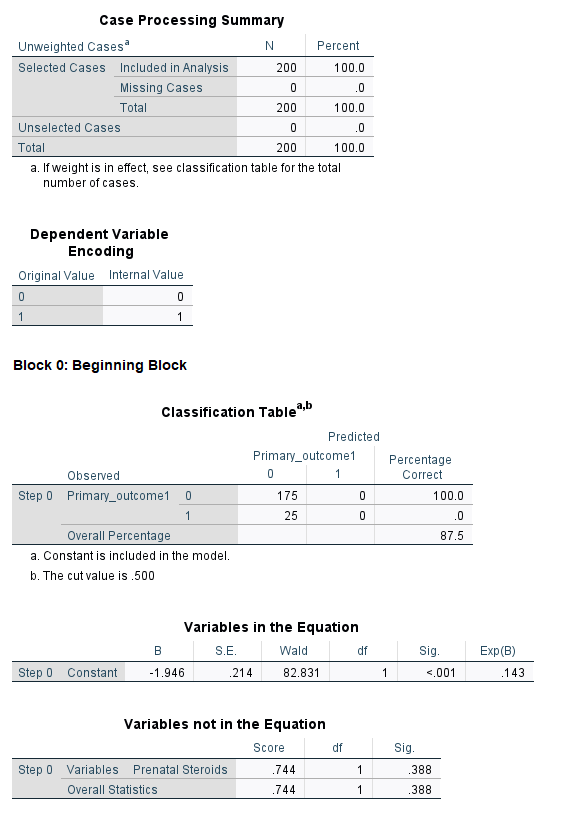 Case Processing Summary
Unweighted Casesᵃ N Percent
Selected Cases Included in Analysis 200 100.0
Missing Cases 0 .0
Total 200 100.0
Unselected Cases 0 .0
Total 200 100.0
a. If weight is in effect, see classification table for the total
number of cases.
Dependent Variable
Encoding
Original Value Internal Value
0 0
1 1
Block 0: Beginning Block
Classification Tableᵃ,ᵇ
Predicted
Primary_outcome1 Percentage
Observed 0 1 Correct
Step 0 Primary_outcome1 0 175 0 100.0
1 25 0 .0
Overall Percentage 87.5
a. Constant is included in the model.
b. The cut value is .500
Variables in the Equation
B S.E. Wald df Sig. Exp(B)
Step 0 Constant -1.946 .214 82.831 1 <.001 .143
Variables not in the Equation
Score df Sig.
Step 0 Variables Prenatal Steroids .744 1 .388
Overall Statistics .744 1 .388